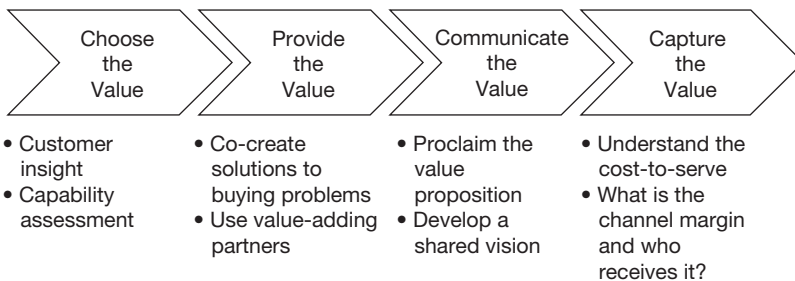 Choose
the
Value
Provide
the
Value
Communicate
the
Value
Capture
the
Value
• Customer
insight
• Capability
assessment
• Co-create
solutions to
buying problems
• Use value-adding
partners
• Proclaim the
value
proposition
• Develop a
shared vision
• Understand the
cost-to-serve
• What is the
channel margin
and who
receives it?